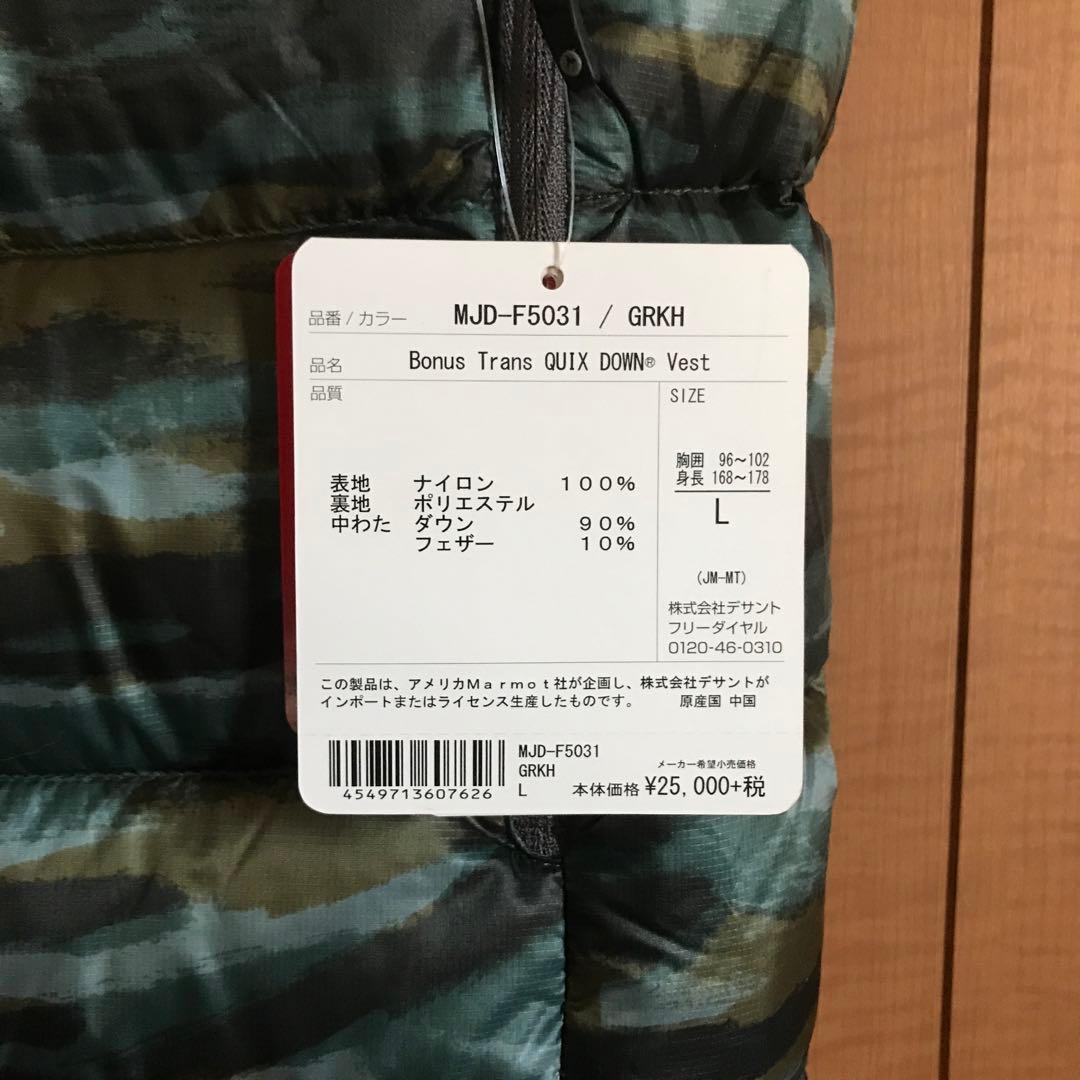 品番 / カラー MJD-F5031 / GRKH
品名 Bonus Trans QUIX DOWN® Vest
品質
SIZE
表地 ナイロン 100%
裏地 ポリエステル
中わた ダウン 90%
フェザー 10%
胸囲 96〜102
身長 168〜178
L
(JM-MT)
株式会社デサント
フリーダイヤル
0120-46-0310
この製品は、アメリカMarmot社が企画し、株式会社デサントが
インポートまたはライセンス生産したものです。 原産国 中国
4549713607626
MJD-F5031
GRKH
L
メーカー希望小売価格
本体価格 ¥25,000+税